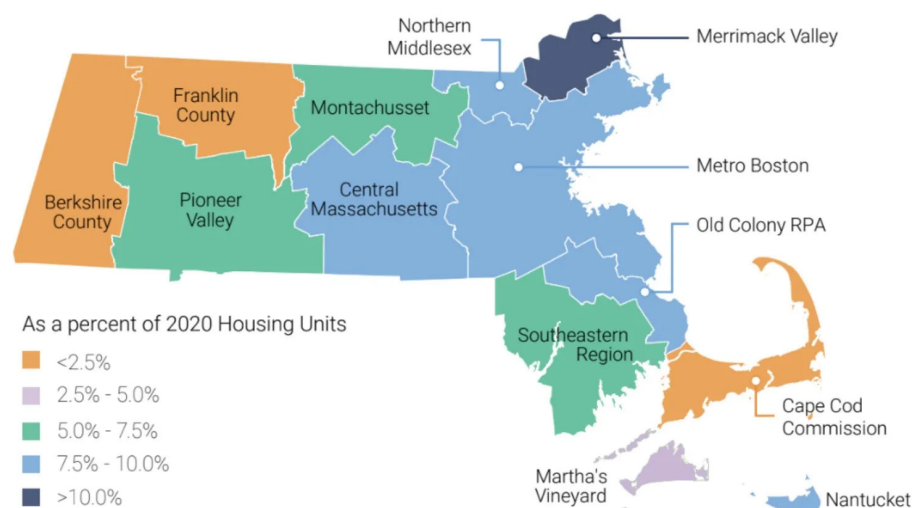 Northern
Middlesex
Merrimack Valley
Franklin
County
Montachusset
Metro Boston
Berkshire
County
Pioneer
Valley
Central
Massachusetts
Old Colony RPA
As a percent of 2020 Housing Units
<2.5%
2.5% - 5.0%
5.0% - 7.5%
7.5% - 10.0%
>10.0%
Southeastern
Region
Cape Cod
Commission
Martha's
Vineyard
Nantucket